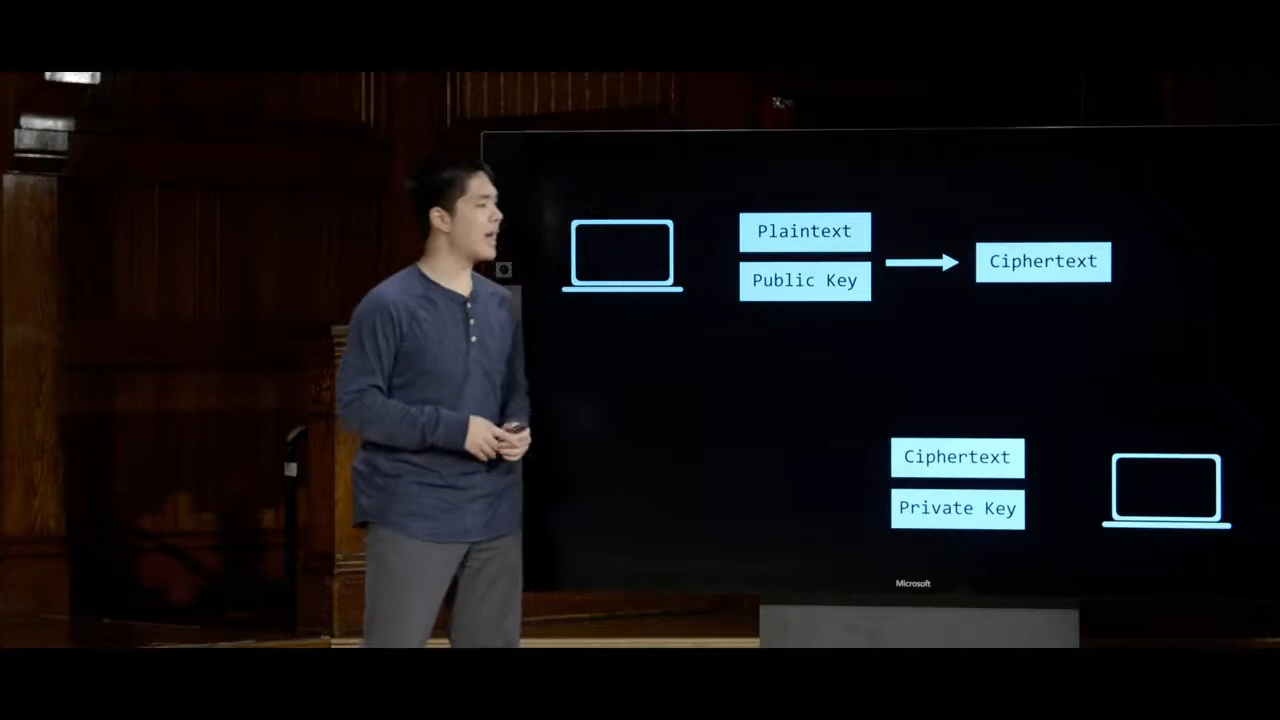 Plaintext
Public Key
Ciphertext
Ciphertext
Private Key
Microsoft